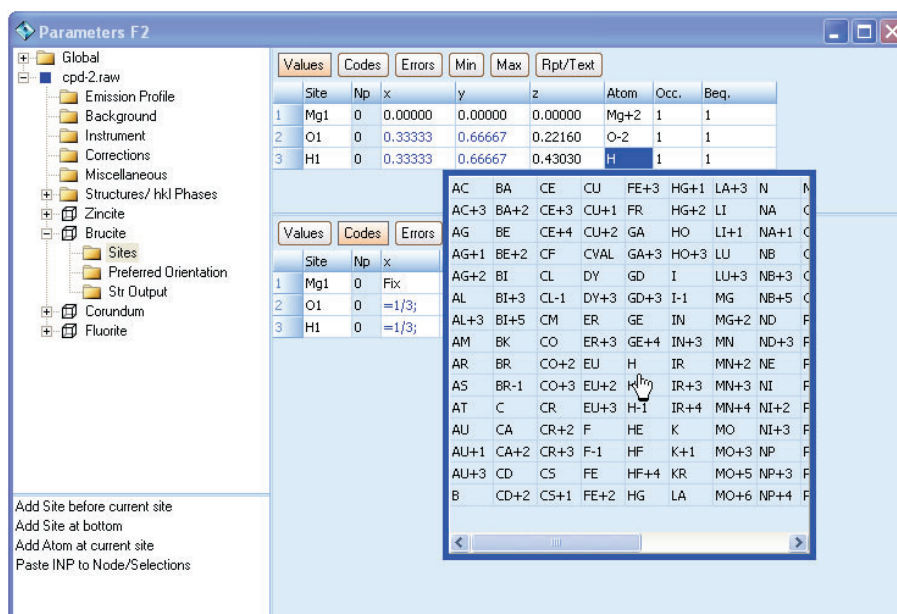 Parameters F2
Global
cpd-2.raw
Emission Profile
Background
Instrument
Corrections
Miscellaneous
Structures/ hkl Phases
Zincite
Brucite
Sites
Preferred Orientation
Str Output
Corundum
Fluorite
Add Site before current site
Add Site at bottom
Add Atom at current site
Paste INP to Node/Selections
Values Codes Errors Min Max Rpt/Text
Site Np x y z Atom Occ. Beq.
1 Mg1 0 0.00000 0.00000 0.00000 Mg+2 1 1
2 O1 0 0.33333 0.66667 0.22160 O-2 1 1
3 H1 0 0.33333 0.66667 0.43030 H 1 1
Values Codes Errors
Site Np x
1 Mg1 0 Fix
2 O1 0 =1/3;
3 H1 0 =1/3;
AC BA CE CU FE+3 HG+1 LA+3 N
AC+3 BA+2 CE+3 CU+1 FR HG+2 LI NA
AG BE CE+4 CU+2 GA HO LI+1 NA+1
AG+1 BE+2 CF CVAL GA+3 HO+3 LU NB
AG+2 BI CL DY GD I LU+3 NB+3
AL BI+3 CL-1 DY+3 GD+3 I-1 MG NB+5
AL+3 BI+5 CM ER GE IN MG+2 ND
AM BK CO ER+3 GE+4 IN+3 MN ND+3
AR BR CO+2 EU H IR MN+2 NE
AS BR-1 CO+3 EU+2 IR+3 MN+3 NI
AT C CR EU+3 H-1 IR+4 MN+4 NI+2
AU CA CR+2 F HE K MO NI+3
AU+1 CA+2 CR+3 F-1 HF K+1 MO+3 NP
AU+3 CD CS FE HF+4 KR MO+5 NP+3
B CD+2 CS+1 FE+2 HG LA MO+6 NP+4